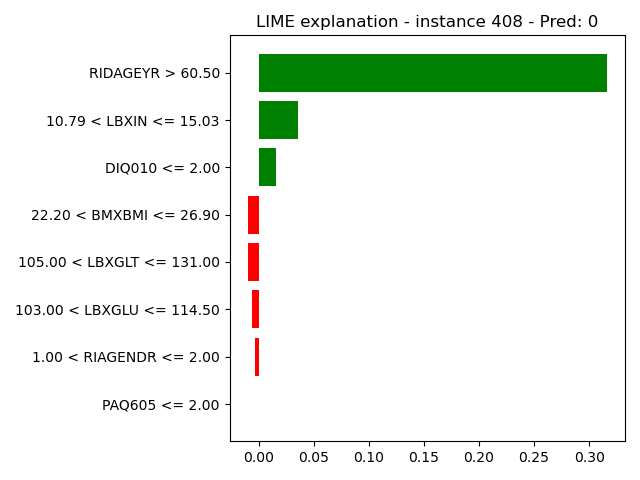 LIME explanation - instance 408 - Pred: 0
RIDAGEYR > 60.50
10.79 < LBXIN <= 15.03
DIQ010 <= 2.00
22.20 < BMXBMI <= 26.90
105.00 < LBXGLT <= 131.00
103.00 < LBXGLU <= 114.50
1.00 < RIAGENDR <= 2.00
PAQ605 <= 2.00
0.00 0.05 0.10 0.15 0.20 0.25 0.30